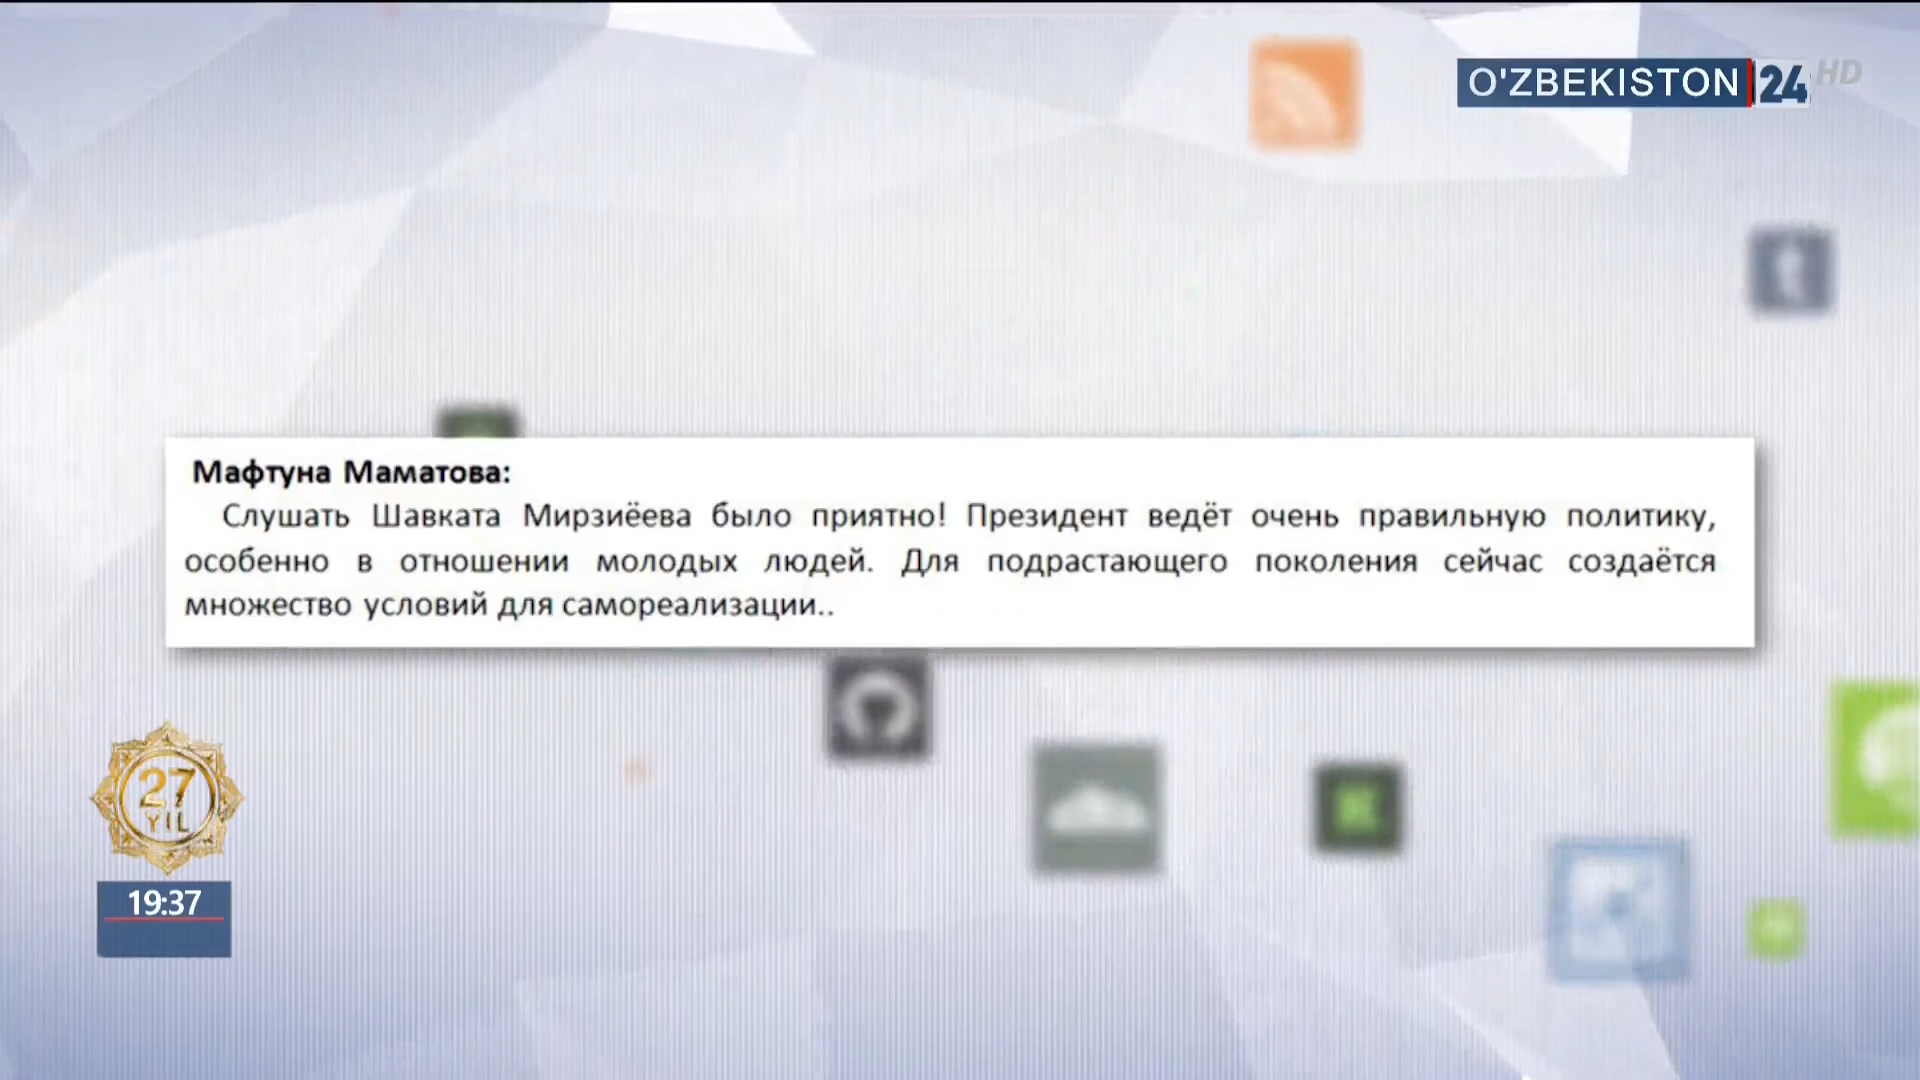 O'ZBEKISTON 24 HD
Мафтуна Маматова:
Слушать Шавката Мирзиёева было приятно! Президент ведёт очень правильную политику,
особенно в отношении молодых людей. Для подрастающего поколения сейчас создаётся
множество условий для самореализации..
27
YIL
19:37